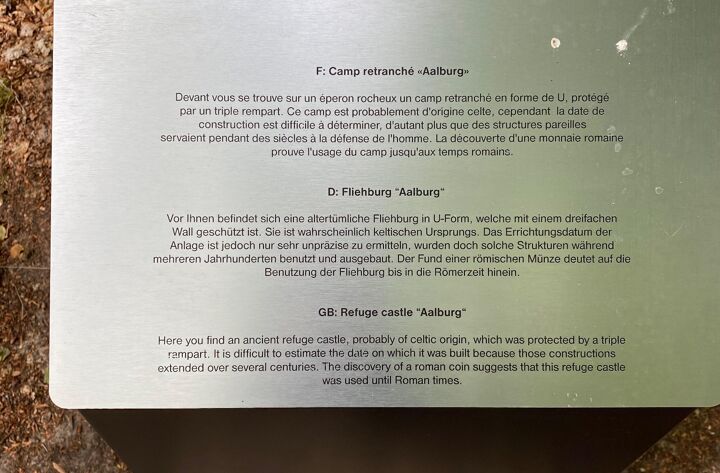 F: Camp retranché «Aalburg»
Devant vous se trouve sur un éperon rocheux un camp retranché en forme de U, protégé
par un triple rempart. Ce camp est probablement d'origine celte, cependant la date de
construction est difficile à déterminer, d'autant plus que des structures pareilles
servaient pendant des siècles à la défense de l'homme. La découverte d'une monnaie romaine
prouve l'usage du camp jusqu'aux temps romains.
D: Fliehburg "Aalburg“
Vor Ihnen befindet sich eine altertümliche Fliehburg in U-Form, welche mit einem dreifachen
Wall geschützt ist. Sie ist wahrscheinlich keltischen Ursprungs. Das Errichtungsdatum der
Anlage ist jedoch nur sehr unpräzise zu ermitteln, wurden doch solche Strukturen während
mehreren Jahrhunderten benutzt und ausgebaut. Der Fund einer römischen Münze deutet auf die
Benutzung der Fliehburg bis in die Römerzeit hinein.
GB: Refuge castle "Aalburg“
Here you find an ancient refuge castle, probably of celtic origin, which was protected by a triple
rampart. It is difficult to estimate the date on which it was built because those constructions
extended over several centuries. The discovery of a roman coin suggests that this refuge castle
was used until Roman times.